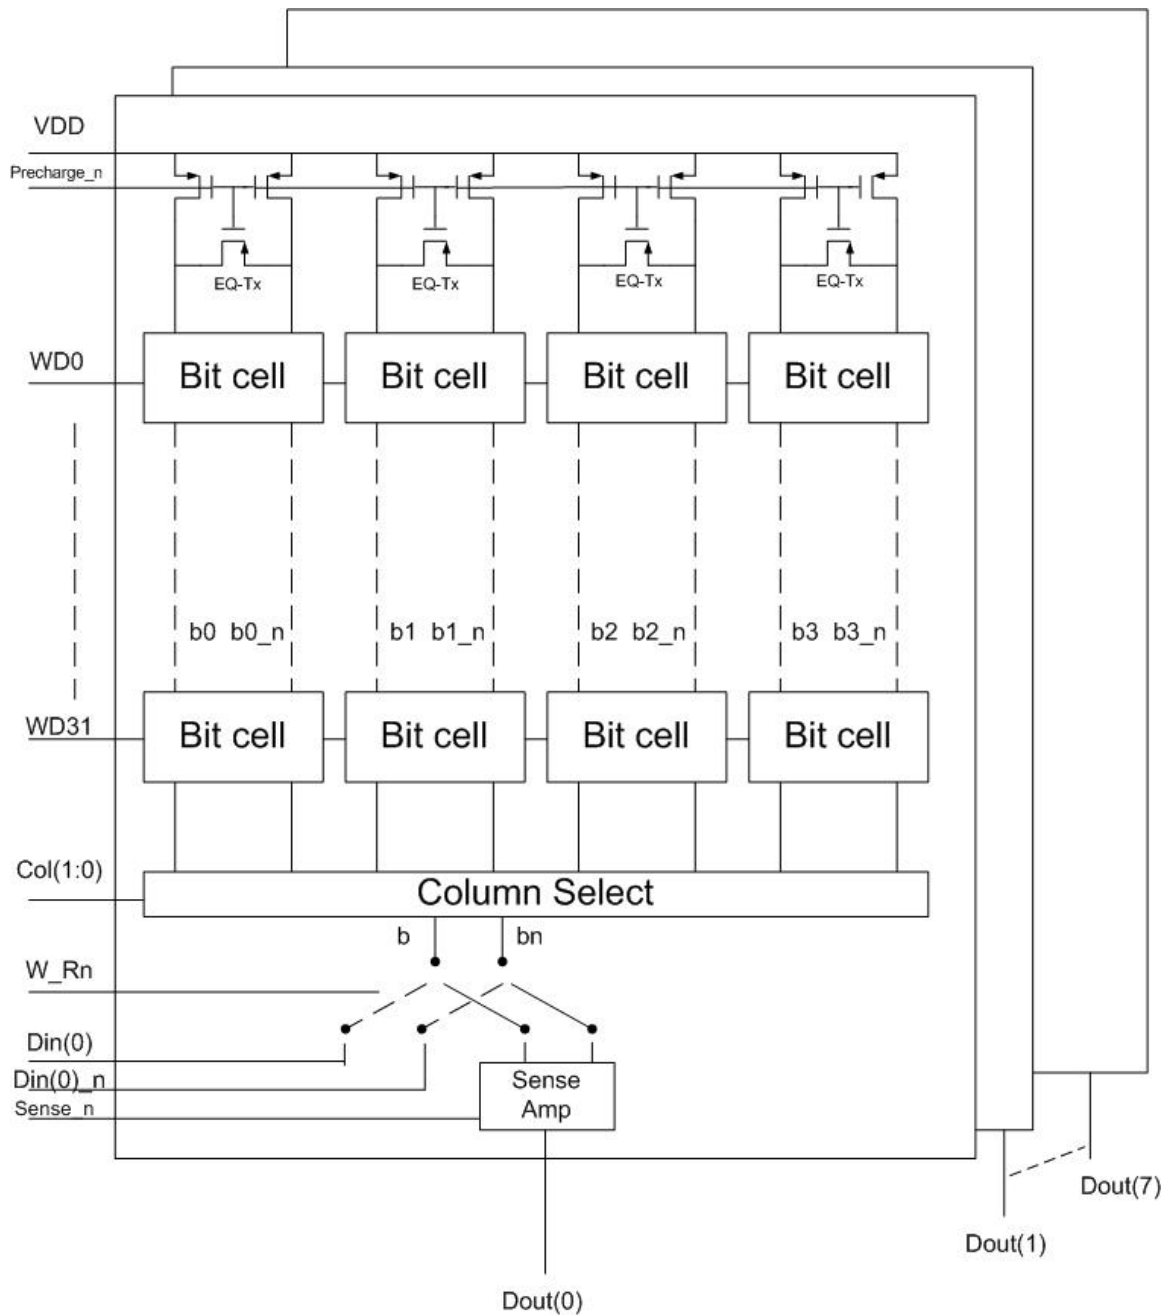 VDD
Precharge_n
EQ-Tx EQ-Tx EQ-Tx EQ-Tx
WD0 Bit cell Bit cell Bit cell Bit cell
b0 b0_n b1 b1_n b2 b2_n b3 b3_n
WD31 Bit cell Bit cell Bit cell Bit cell
Col(1:0) Column Select
b bn
W_Rn
Din(0)
Din(0)_n
Sense_n
Sense
Amp
Dout(7)
Dout(1)
Dout(0)